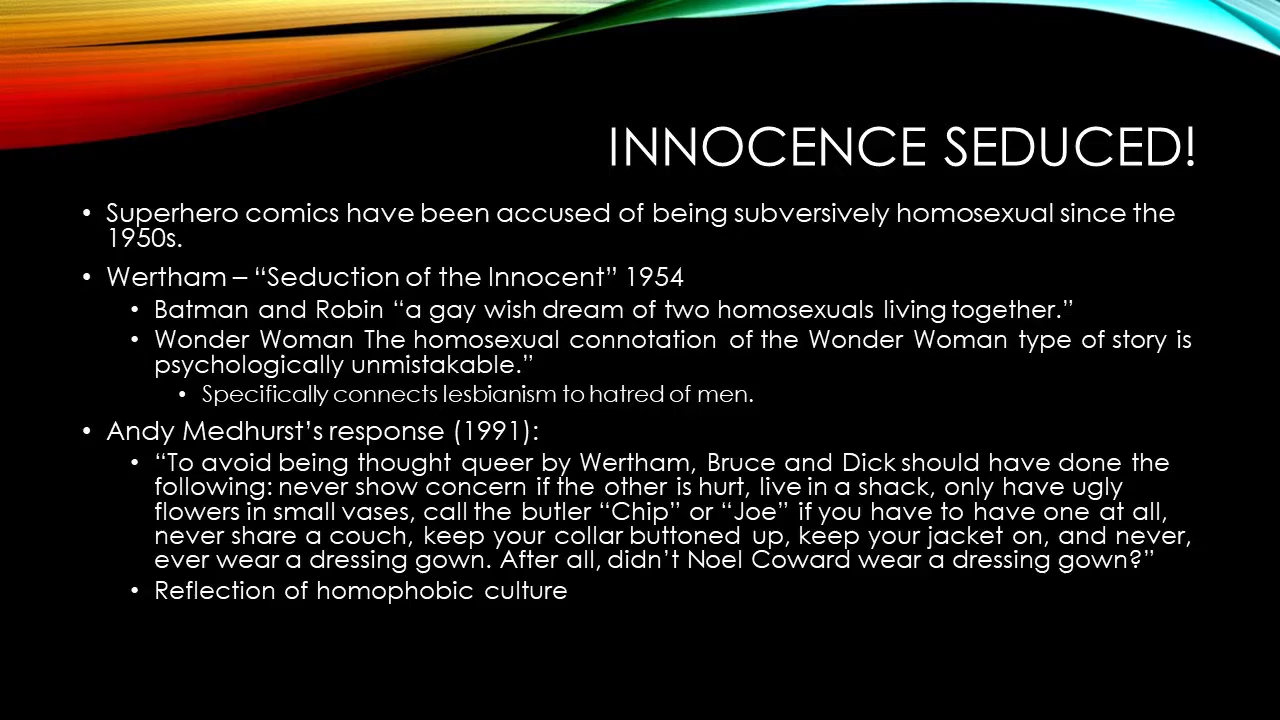 INNOCENCE SEDUCED!
• Superhero comics have been accused of being subversively homosexual since the
1950s.
• Wertham – “Seduction of the Innocent” 1954
• Batman and Robin “a gay wish dream of two homosexuals living together.”
• Wonder Woman The homosexual connotation of the Wonder Woman type of story is
psychologically unmistakable.”
• Specifically connects lesbianism to hatred of men.
• Andy Medhurst’s response (1991):
• “To avoid being thought queer by Wertham, Bruce and Dick should have done the
following: never show concern if the other is hurt, live in a shack, only have ugly
flowers in small vases, call the butler “Chip” or “Joe” if you have to have one at all,
never share a couch, keep your collar buttoned up, keep your jacket on, and never,
ever wear a dressing gown. After all, didn’t Noel Coward wear a dressing gown?”
• Reflection of homophobic culture